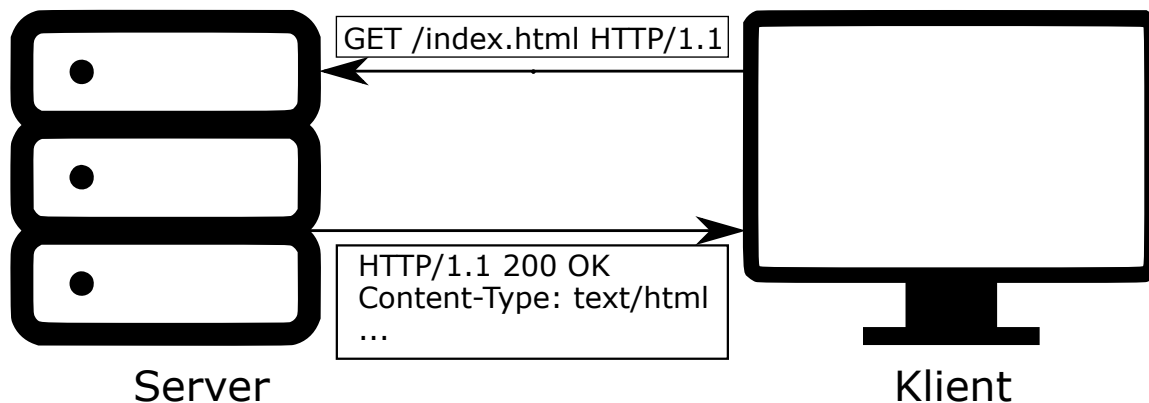 GET /index.html HTTP/1.1
HTTP/1.1 200 OK
Content-Type: text/html
...
Server
Klient